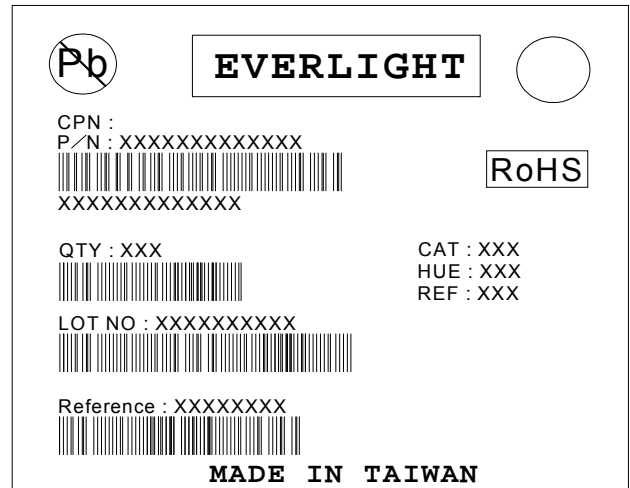 Pb
EVERLIGHT
CPN :
P/N : XXXXXXXXXXXXX
RoHS
XXXXXXXXXXXXX
QTY : XXX
CAT : XXX
HUE : XXX
REF : XXX
LOT NO : XXXXXXXXXX
Reference : XXXXXXXX
MADE IN TAIWAN